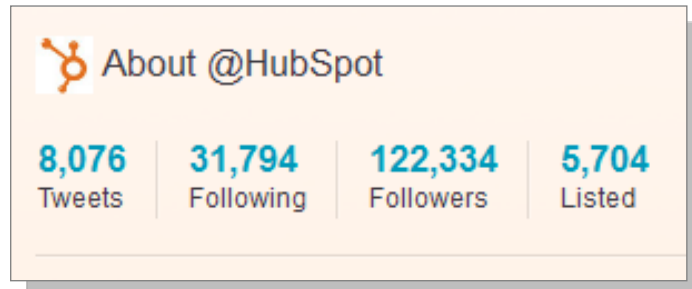 About @HubSpot
8,076 31,794 122,334 5,704
Tweets Following Followers Listed